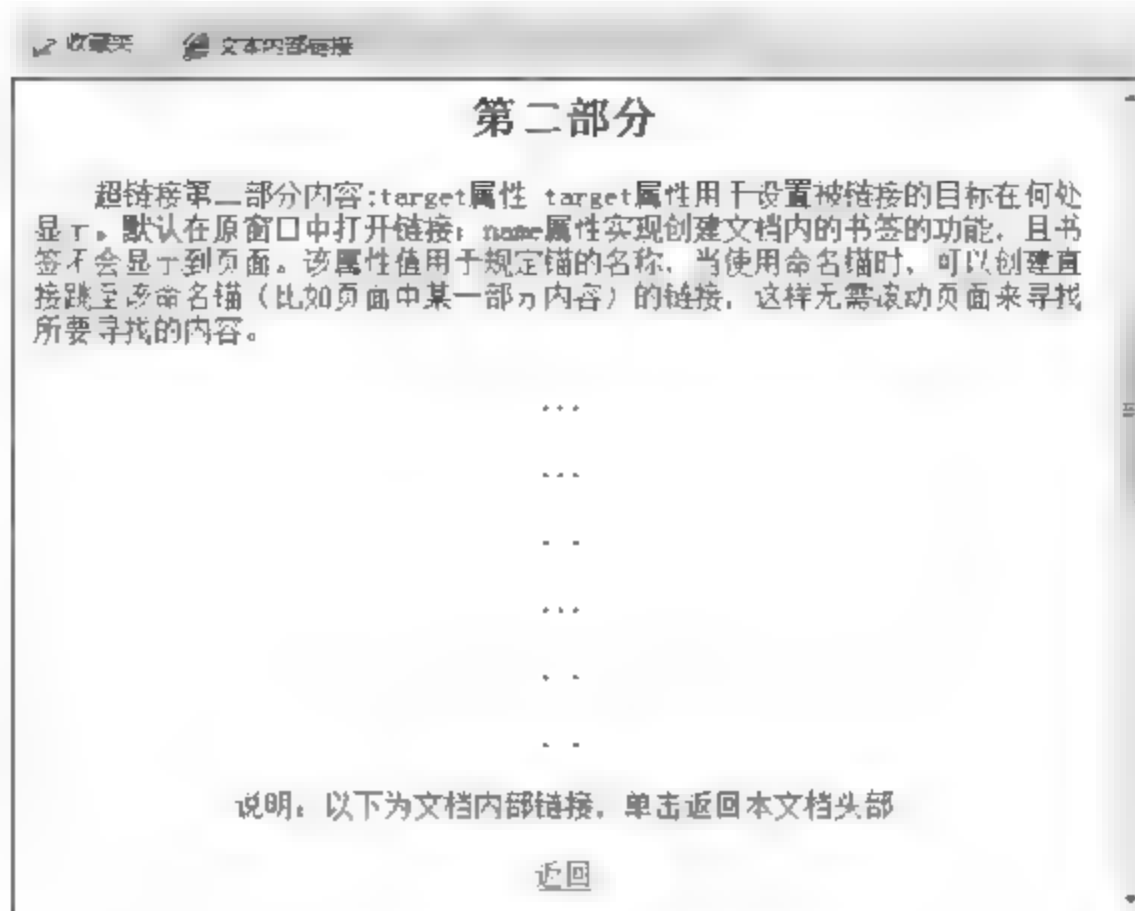 收藏夹 文本内部链接
第二部分
超链接第二部分内容:target属性 target属性用于设置被链接的目标在何处
显示。默认在原窗口中打开链接；name属性实现创建文档内的书签的功能，且书
签不会显示到页面。该属性值用于规定锚的名称，当使用命名锚时，可以创建直
接跳至该命名锚（比如页面中某一部分内容）的链接，这样无需滚动页面来寻找
所要寻找的内容。
...
...
. .
...
. .
. .
说明：以下为文档内部链接，单击返回本文档头部
返回